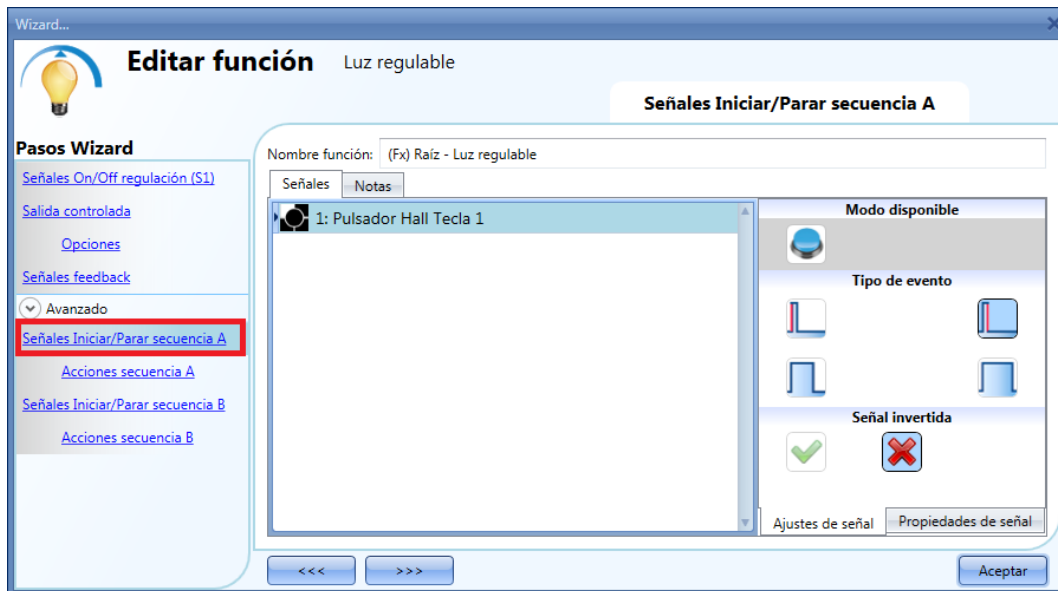 Wizard...
Editar función Luz regulable
Señales Iniciar/Parar secuencia A
Pasos Wizard
Señales On/Off regulación (S1)
Salida controlada
Opciones
Señales feedback
Avanzado
Señales Iniciar/Parar secuencia A
Acciones secuencia A
Señales Iniciar/Parar secuencia B
Acciones secuencia B
Nombre función: (Fx) Raíz - Luz regulable
Señales Notas
1: Pulsador Hall Tecla 1
Modo disponible
Tipo de evento
Señal invertida
Ajustes de señal Propiedades de señal
<<< >>> Aceptar